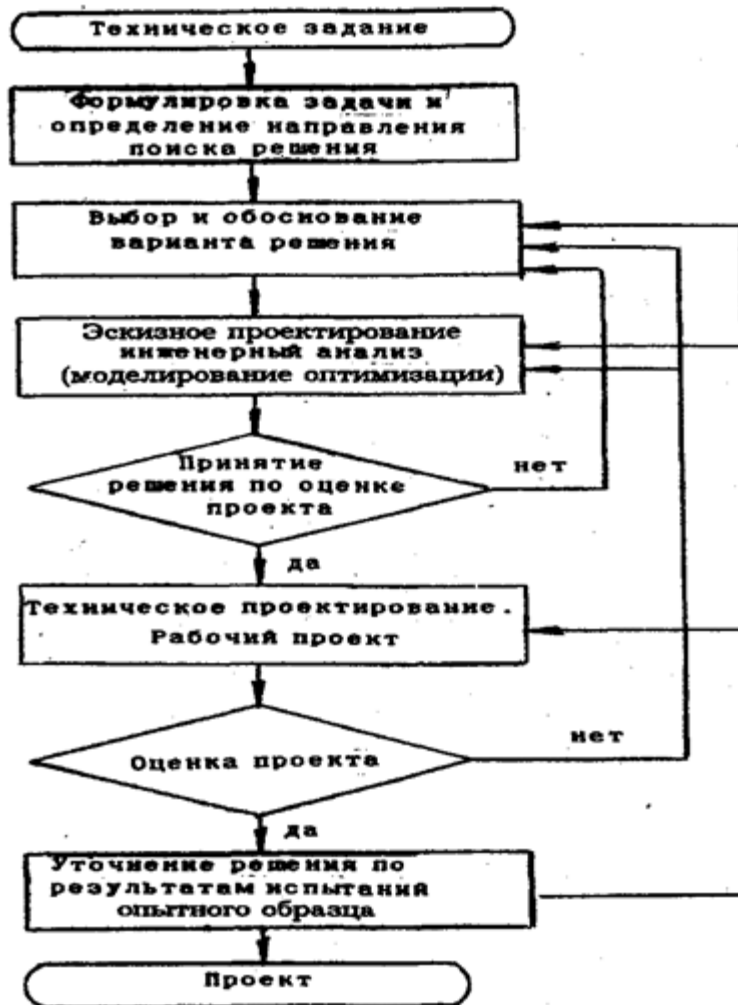 Техническое задание
Формулировка задачи и
определение направления
поиска решения
Выбор и обоснование
варианта решения
Эскизное проектирование
инженерный анализ
(моделирование оптимизации)
Принятие
решения по оценке
проекта
нет
да
Техническое проектирование.
Рабочий проект
Оценка проекта
нет
да
Уточнение решения по
результатам испытаний
опытного образца
Проект